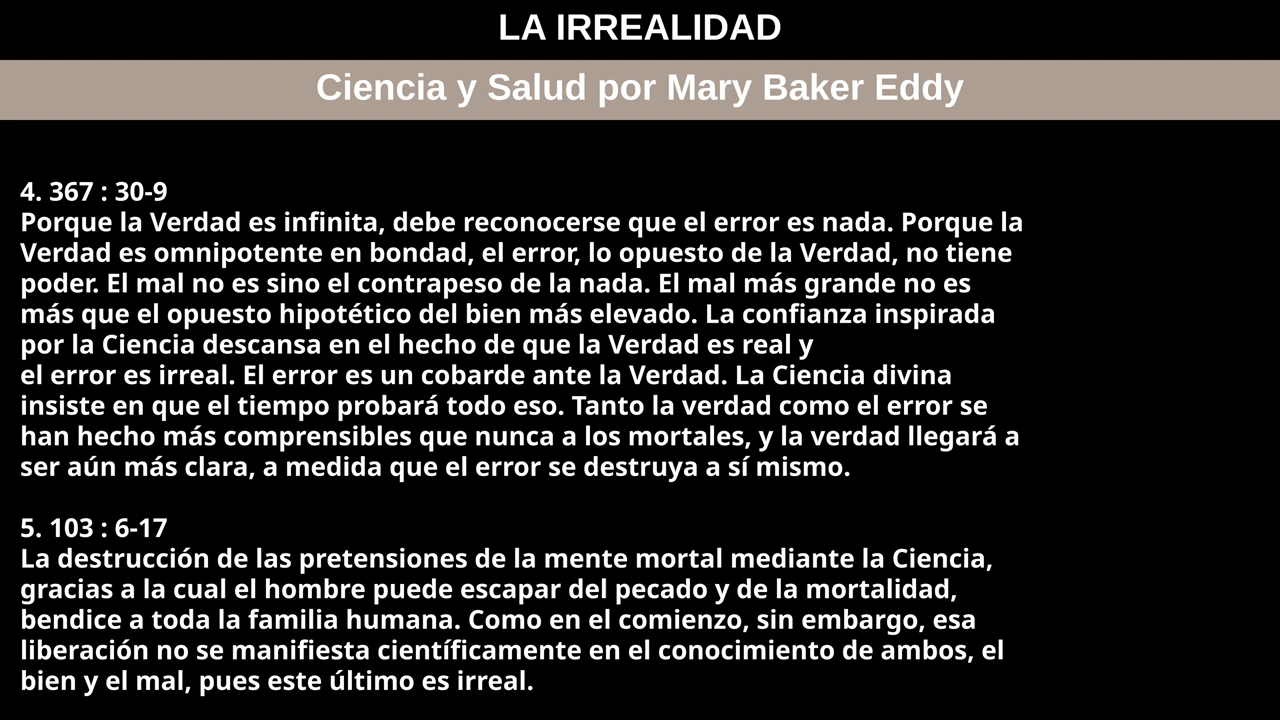 LA IRREALIDAD
Ciencia y Salud por Mary Baker Eddy
4. 367 : 30-9
Porque la Verdad es infinita, debe reconocerse que el error es nada. Porque la
Verdad es omnipotente en bondad, el error, lo opuesto de la Verdad, no tiene
poder. El mal no es sino el contrapeso de la nada. El mal más grande no es
más que el opuesto hipotético del bien más elevado. La confianza inspirada
por la Ciencia descansa en el hecho de que la Verdad es real y
el error es irreal. El error es un cobarde ante la Verdad. La Ciencia divina
insiste en que el tiempo probará todo eso. Tanto la verdad como el error se
han hecho más comprensibles que nunca a los mortales, y la verdad llegará a
ser aún más clara, a medida que el error se destruya a sí mismo.
5. 103 : 6-17
La destrucción de las pretensiones de la mente mortal mediante la Ciencia,
gracias a la cual el hombre puede escapar del pecado y de la mortalidad,
bendice a toda la familia humana. Como en el comienzo, sin embargo, esa
liberación no se manifiesta científicamente en el conocimiento de ambos, el
bien y el mal, pues este último es irreal.